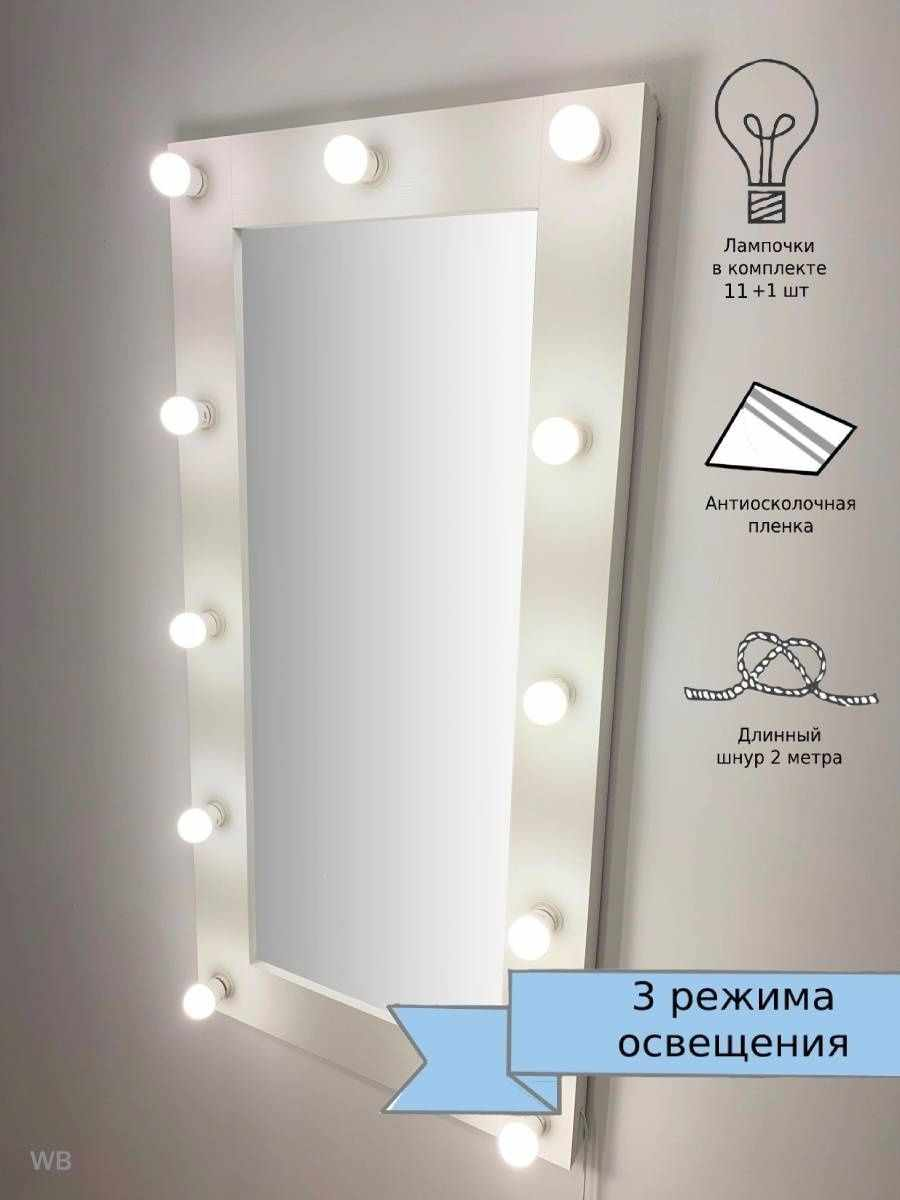 Лампочки
в комплекте
11 +1 шт
Антиосколочная
пленка
Длинный
шнур 2 метра
3 режима
освещения
WB